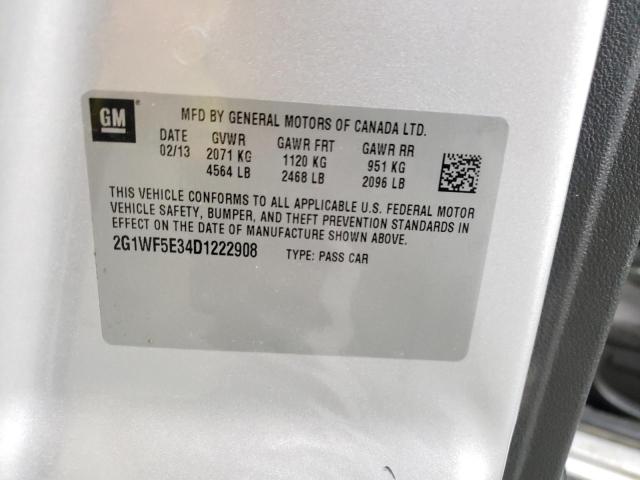 GM
MFD BY GENERAL MOTORS OF CANADA LTD.
DATE GVWR GAWR FRT GAWR RR
02/13 2071 KG 1120 KG 951 KG
4564 LB 2468 LB 2096 LB
THIS VEHICLE CONFORMS TO ALL APPLICABLE U.S. FEDERAL MOTOR
VEHICLE SAFETY, BUMPER, AND THEFT PREVENTION STANDARDS IN
EFFECT ON THE DATE OF MANUFACTURE SHOWN ABOVE.
2G1WF5E34D1222908 TYPE: PASS CAR